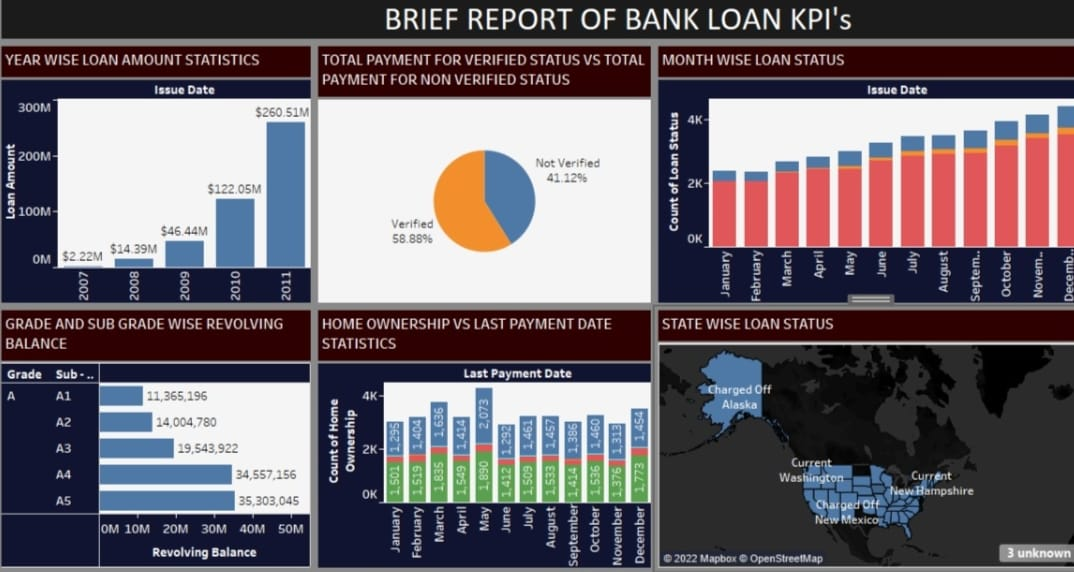 BRIEF REPORT OF BANK LOAN KPI's
YEAR WISE LOAN AMOUNT STATISTICS
Issue Date
Loan Amount
300M
200M
100M
0M
$2.22M
$14.39M
$46.44M
$122.05M
$260.51M
2007
2008
2009
2010
2011
TOTAL PAYMENT FOR VERIFIED STATUS VS TOTAL
PAYMENT FOR NON VERIFIED STATUS
Not Verified
41.12%
Verified
58.88%
MONTH WISE LOAN STATUS
Issue Date
Count of Loan Status
4K
2K
0K
January
February
March
April
May
June
July
August
Septem..
October
Novem..
Decemb..
GRADE AND SUB GRADE WISE REVOLVING
BALANCE
Grade Sub - ..
A A1 11,365,196
A2 14,004,780
A3 19,543,922
A4 34,557,156
A5 35,303,045
0M 10M 20M 30M 40M 50M
Revolving Balance
HOME OWNERSHIP VS LAST PAYMENT DATE
STATISTICS
Last Payment Date
Count of Home
Ownership
4K
2K
0K
1,295
1,404
1,636
1,414
2,073
1,292
1,461
1,457
1,386
1,460
1,313
1,454
1,501
1,519
1,835
1,549
1,890
1,412
1,509
1,533
1,414
1,536
1,376
1,773
January
February
March
April
May
June
July
August
September
October
November
December
STATE WISE LOAN STATUS
Charged Off
Alaska
Current
Washington
Current
New Hampshire
Charged Off
New Mexico
© 2022 Mapbox © OpenStreetMap
3 unknown